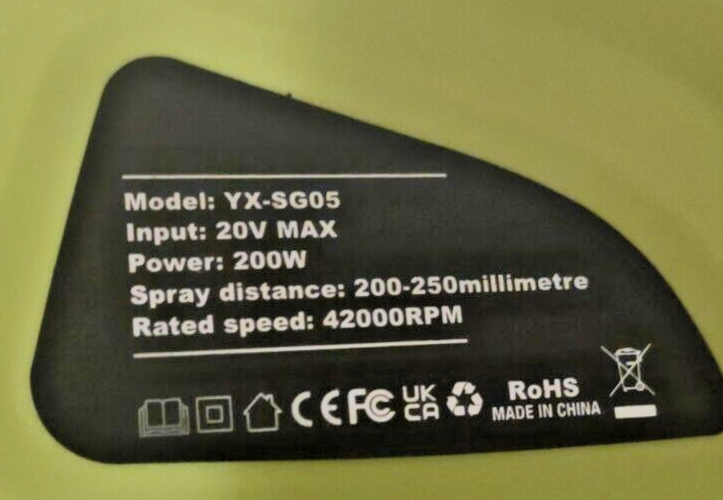 Model: YX-SG05
Input: 20V MAX
Power: 200W
Spray distance: 200-250millimetre
Rated speed: 42000RPM
CE FC UK CA RoHS
MADE IN CHINA